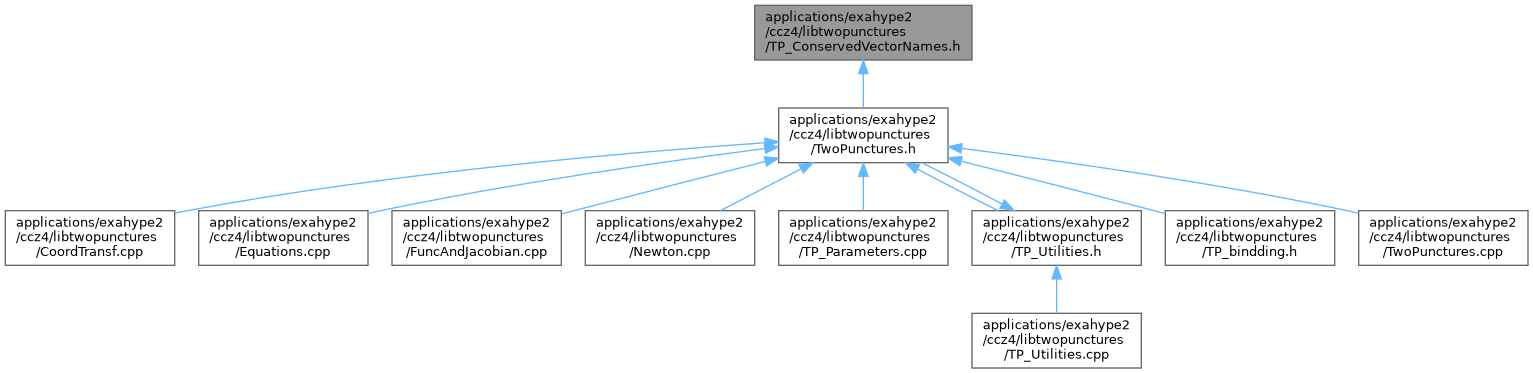 applications/exahype2
/ccz4/libtwopunctures
/TP_ConservedVectorNames.h
applications/exahype2
/ccz4/libtwopunctures
/TwoPunctures.h
applications/exahype2
/ccz4/libtwopunctures
/CoordTransf.cpp
applications/exahype2
/ccz4/libtwopunctures
/Equations.cpp
applications/exahype2
/ccz4/libtwopunctures
/FuncAndJacobian.cpp
applications/exahype2
/ccz4/libtwopunctures
/Newton.cpp
applications/exahype2
/ccz4/libtwopunctures
/TP_Parameters.cpp
applications/exahype2
/ccz4/libtwopunctures
/TP_Utilities.h
applications/exahype2
/ccz4/libtwopunctures
/TP_bindding.h
applications/exahype2
/ccz4/libtwopunctures
/TwoPunctures.cpp
applications/exahype2
/ccz4/libtwopunctures
/TP_Utilities.cpp